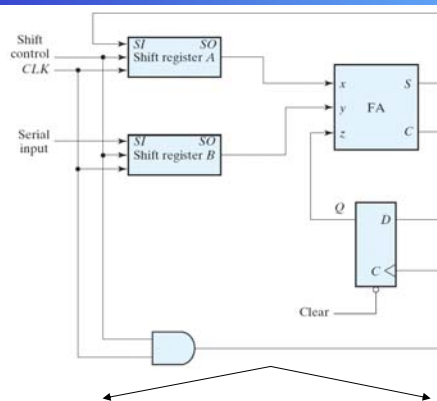 Shift
control
CLK
SI SO
Shift register A
Serial
input
SI SO
Shift register B
x S
y FA
z C
Q
D
C
Clear